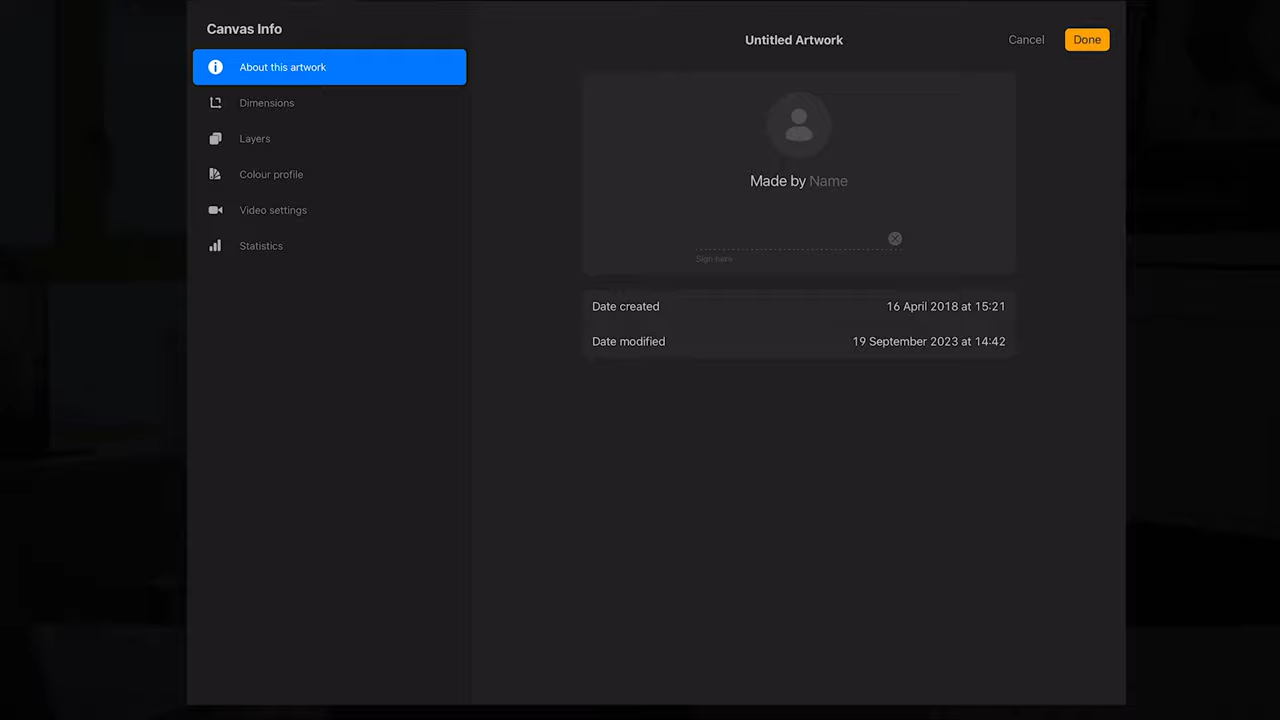 Canvas Info
About this artwork
Dimensions
Layers
Colour profile
Video settings
Statistics
Untitled Artwork
Cancel
Done
Made by Name
Sign here
Date created
16 April 2018 at 15:21
Date modified
19 September 2023 at 14:42